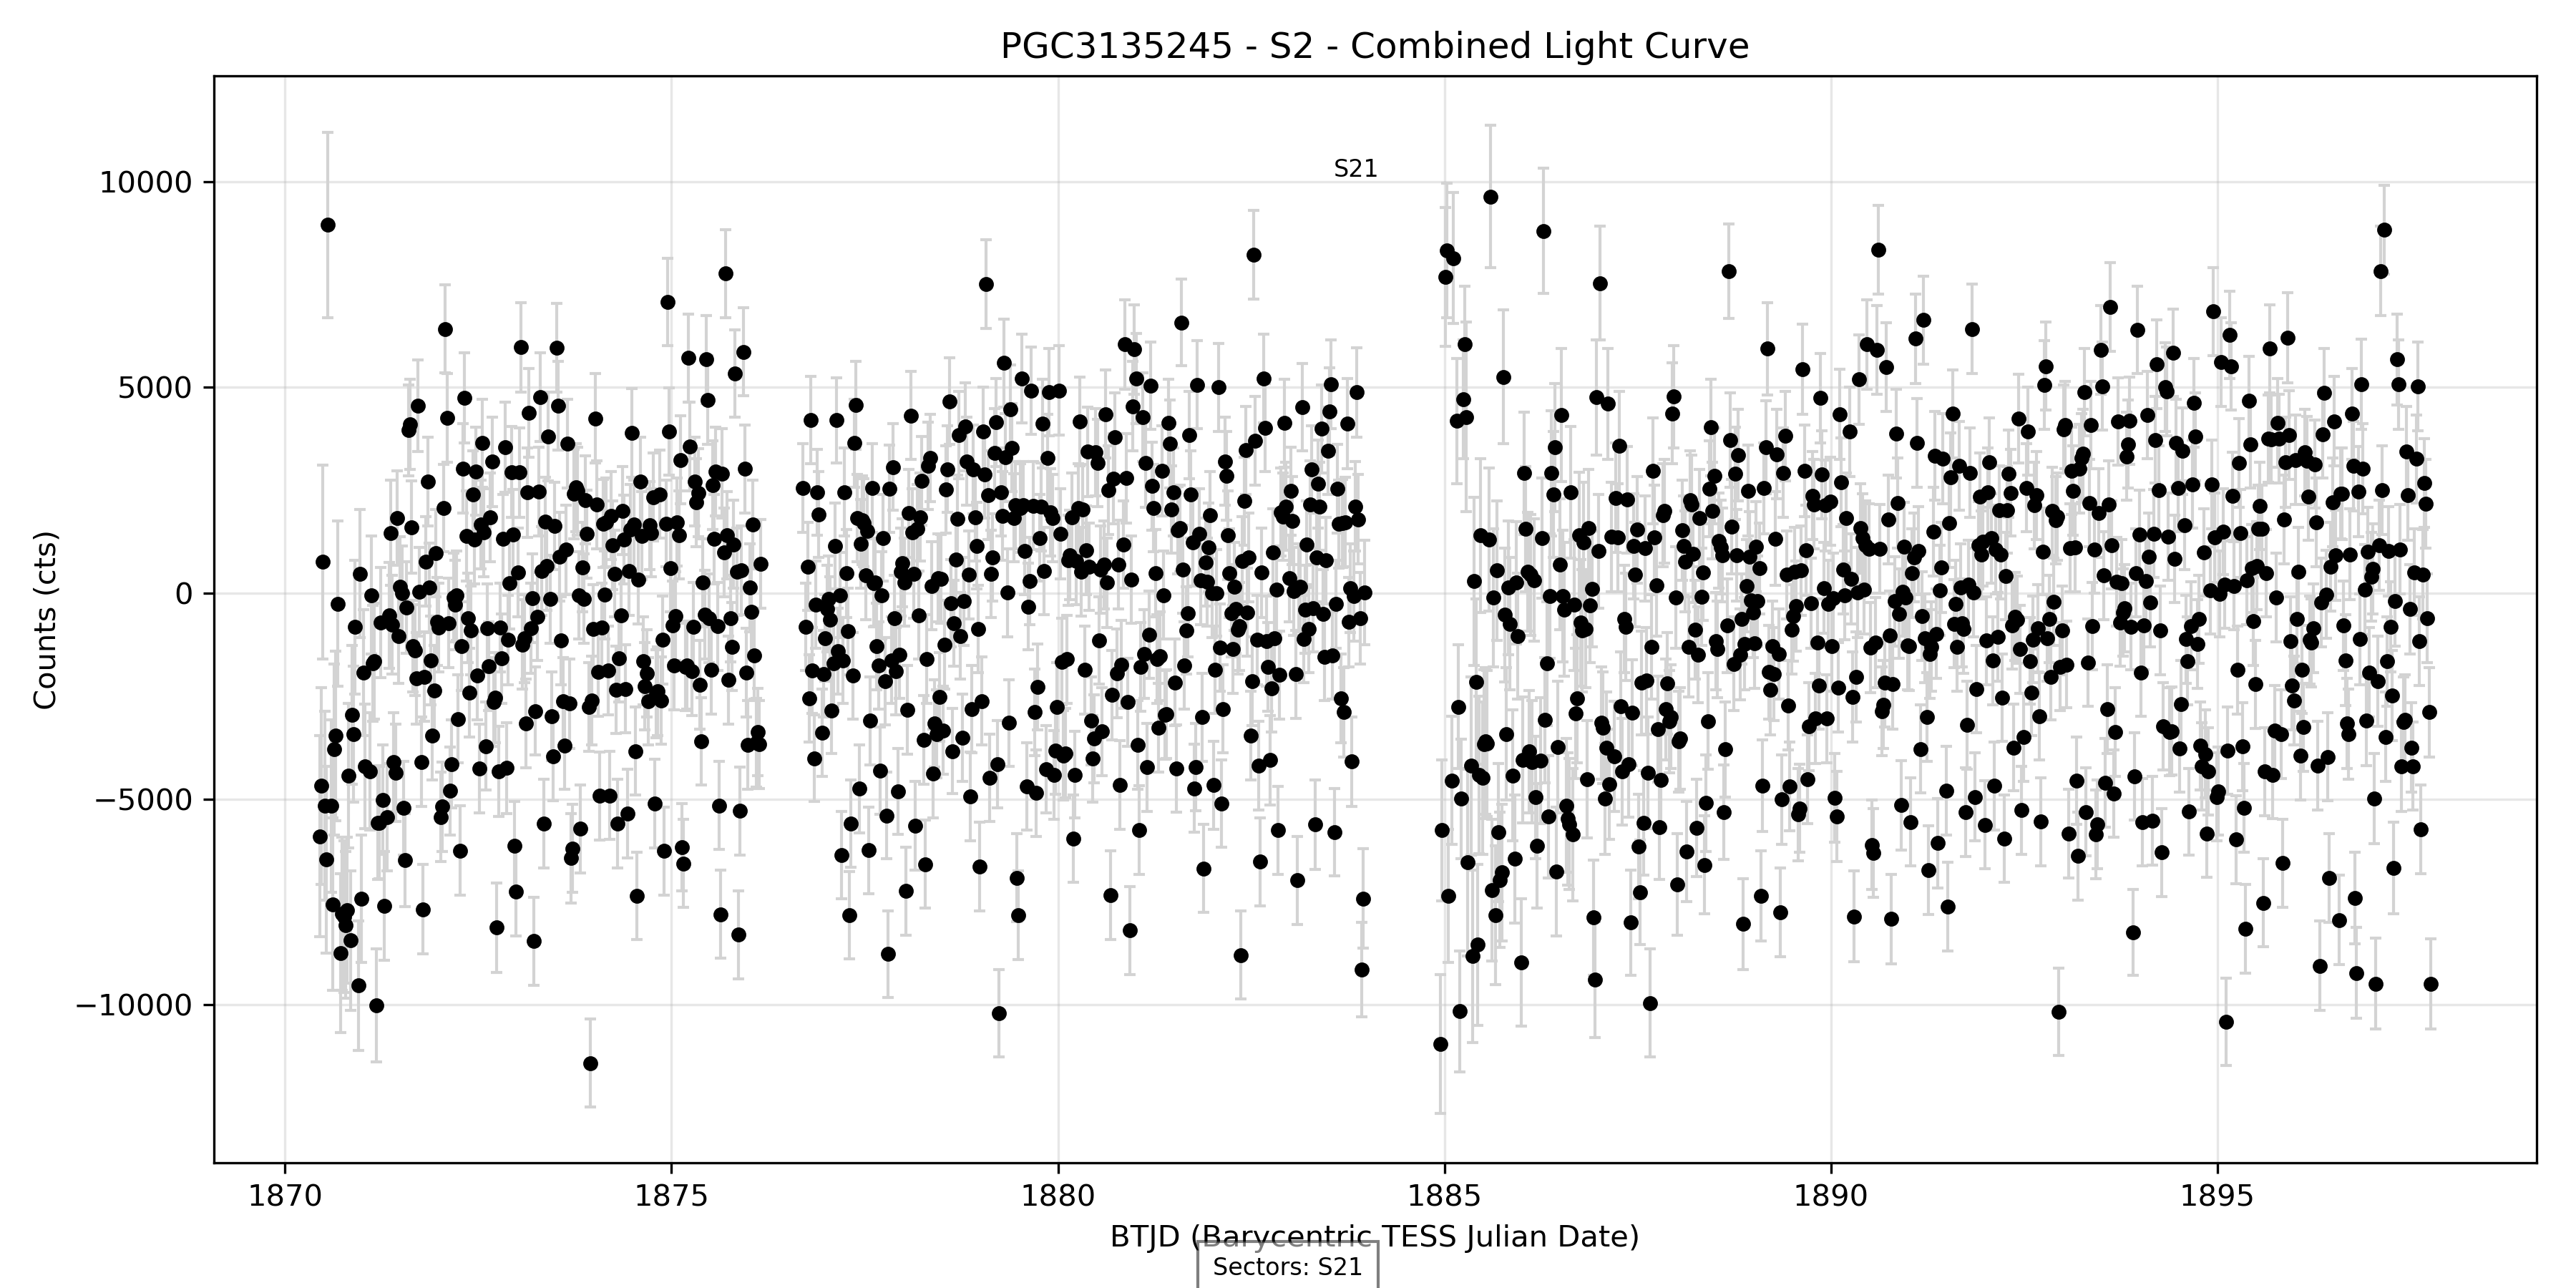 PGC3135245 - S2 - Combined Light Curve
S21
10000
5000
0
−5000
−10000
Counts (cts)
1870 1875 1880 1885 1890 1895
BTJD (Barycentric TESS Julian Date)
Sectors: S21